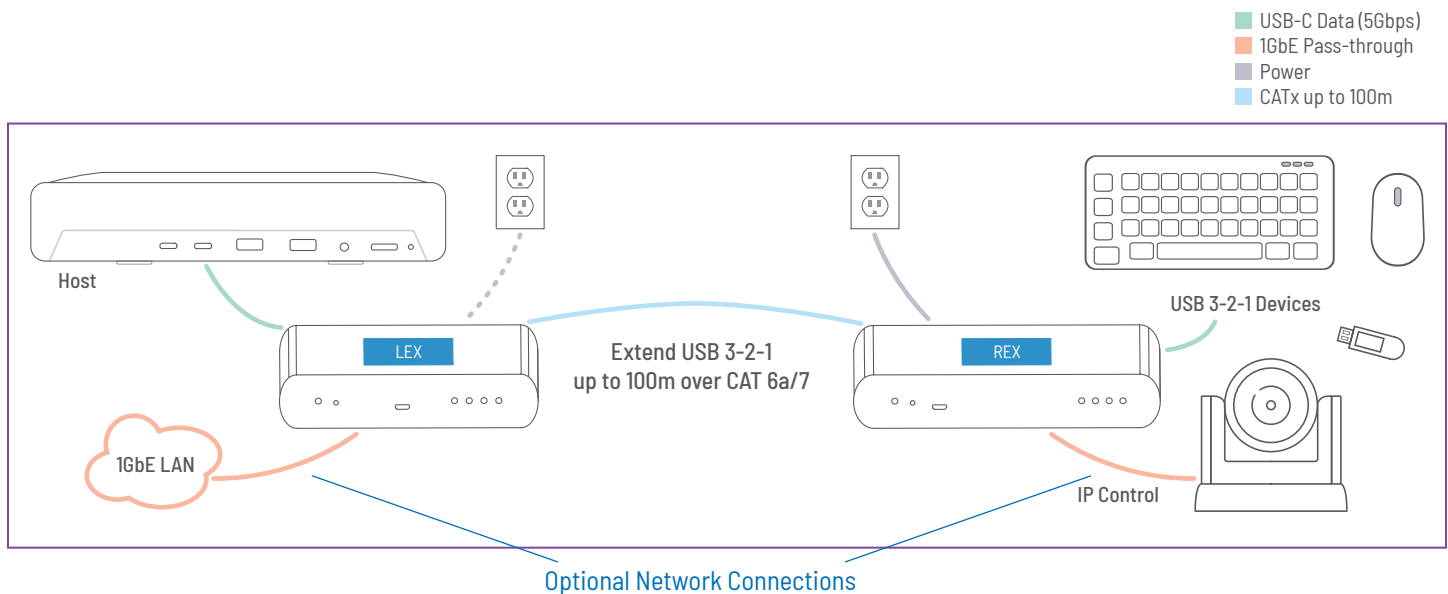 USB-C Data (5Gbps)
1GbE Pass-through
Power
CATx up to 100m
Host
LEX
Extend USB 3-2-1
up to 100m over CAT 6a/7
REX
USB 3-2-1 Devices
1GbE LAN
IP Control
Optional Network Connections